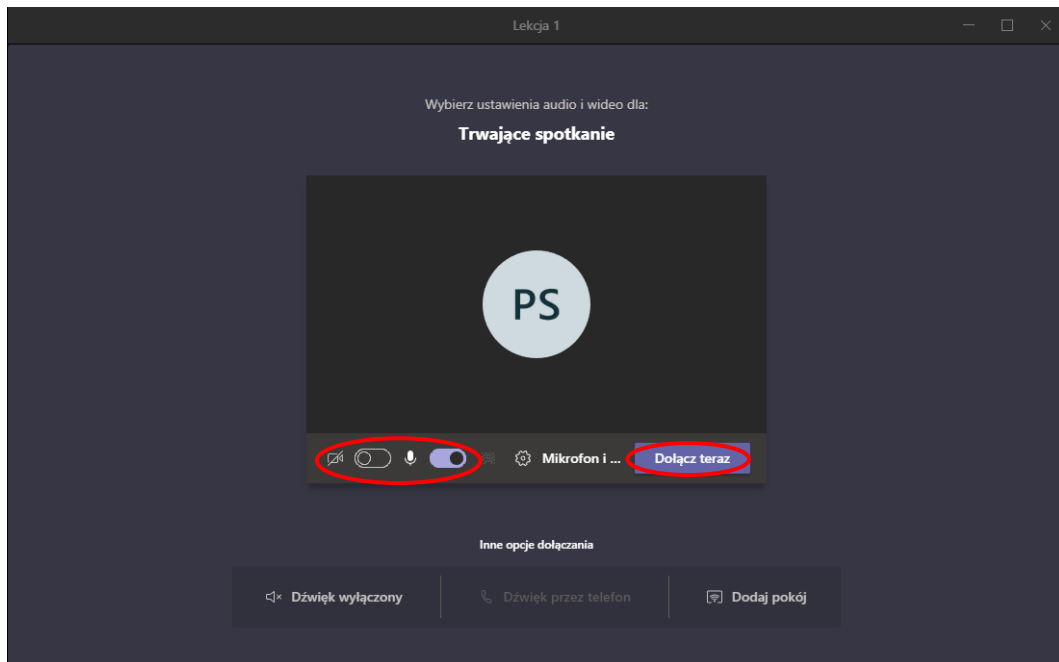 Lekcja 1
Wybierz ustawienia audio i wideo dla:
Trwające spotkanie
PS
Mikrofon i ... Dołącz teraz
Inne opcje dołączania
Dźwięk wyłączony Dźwięk przez telefon Dodaj pokój